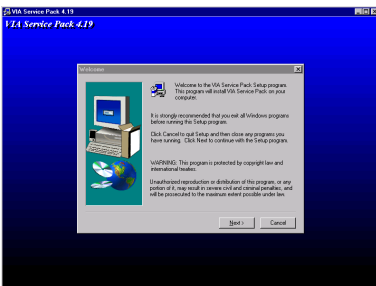 VIA Service Pack 4.19
VIA Service Pack 4.19
Welcome
Welcome to the VIA Service Pack Setup program.
This program will install VIA Service Pack on your
computer.
It is strongly recommended that you exit all Windows programs
before running this Setup program.
Click Cancel to quit Setup and then close any programs you
have running. Click Next to continue with the Setup program.
WARNING: This program is protected by copyright law and
international treaties.
Unauthorized reproduction or distribution of this program, or any
portion of it, may result in severe civil and criminal penalties, and
will be prosecuted to the maximum extent possible under law.
Next >
Cancel